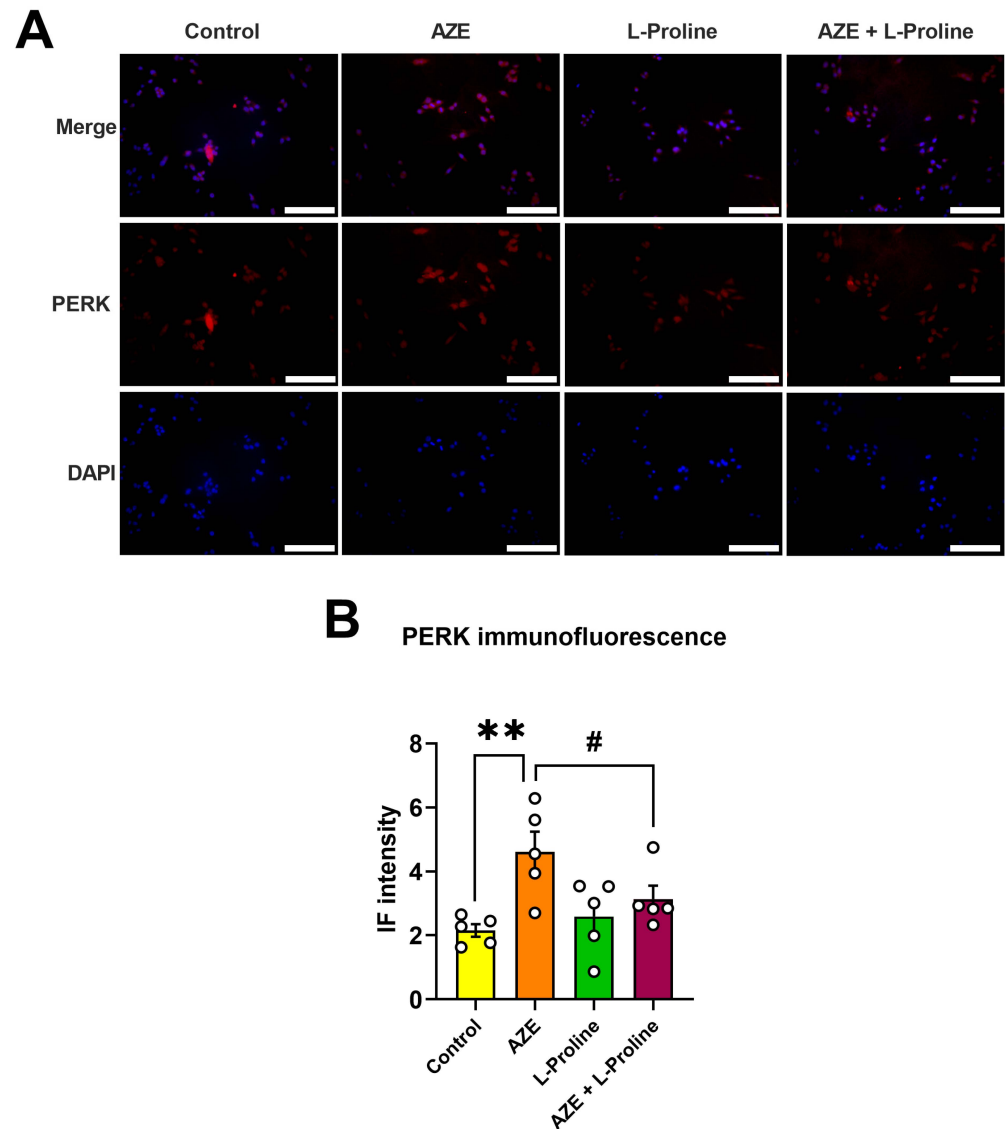 A
Control AZE L-Proline AZE + L-Proline
Merge
PERK
DAPI
B
PERK immunofluorescence
** #
IF intensity
8
6
4
2
0
Control AZE L-Proline AZE + L-Proline